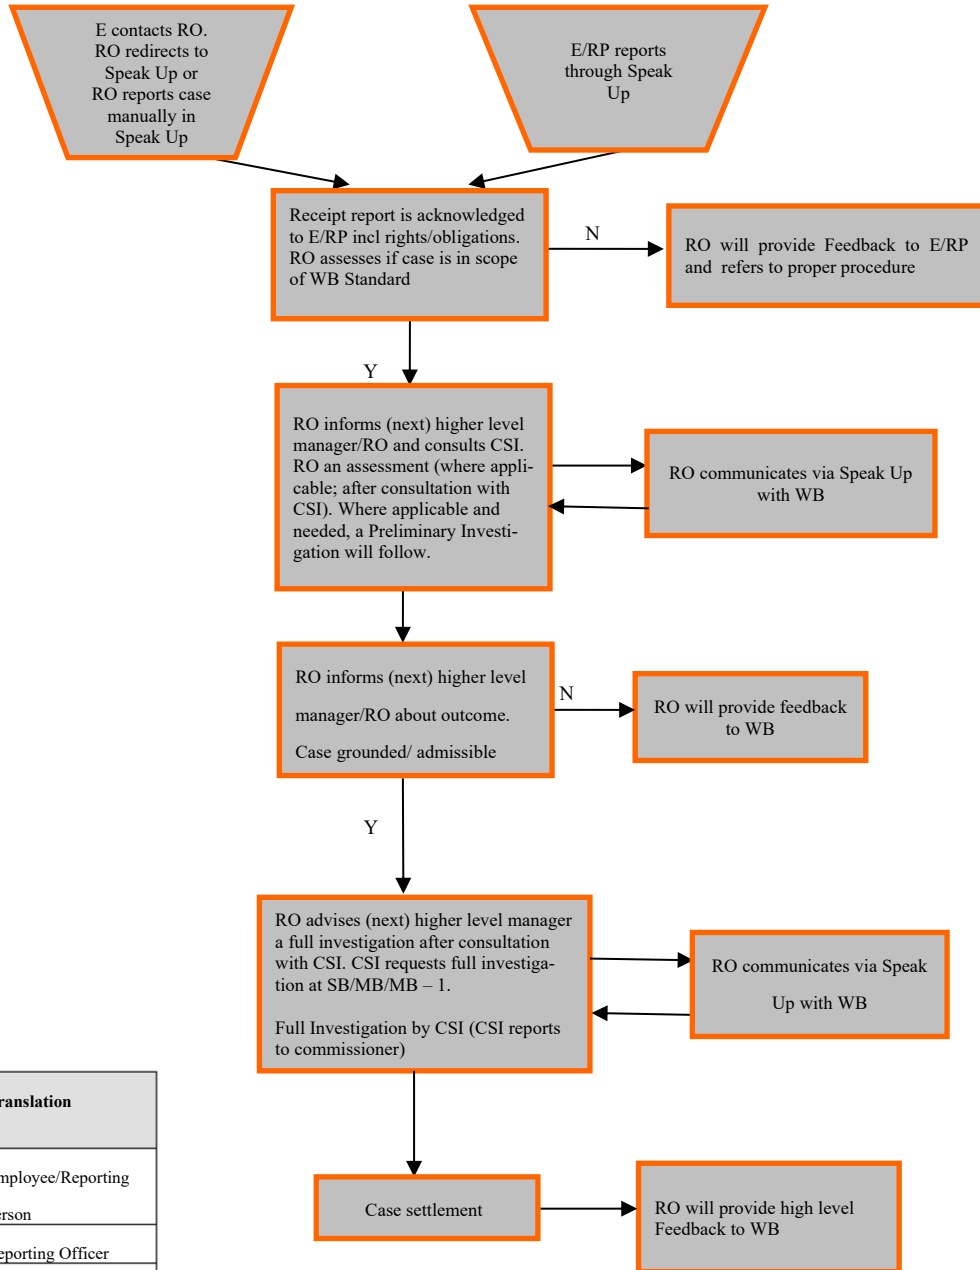 E contacts RO.
RO redirects to
Speak Up or
RO reports case
manually in
Speak Up
E/RP reports
through Speak
Up
Receipt report is acknowledged
to E/RP incl rights/obligations.
RO assesses if case is in scope
of WB Standard
N
RO will provide Feedback to E/RP
and refers to proper procedure
Y
RO informs (next) higher level
manager/RO and consults CSI.
RO an assessment (where appli-
cable; after consultation with
CSI). Where applicable and
needed, a Preliminary Investi-
gation will follow.
RO communicates via Speak Up
with WB
RO informs (next) higher level
manager/RO about outcome.
Case grounded/ admissible
N
RO will provide feedback
to WB
Y
RO advises (next) higher level manager
a full investigation after consultation
with CSI. CSI requests full investiga-
tion at SB/MB/MB – 1.
Full Investigation by CSI (CSI reports
to commissioner)
RO communicates via Speak
Up with WB
ranslation
mployee/Reporting
erson
eporting Officer
Case settlement
RO will provide high level
Feedback to WB